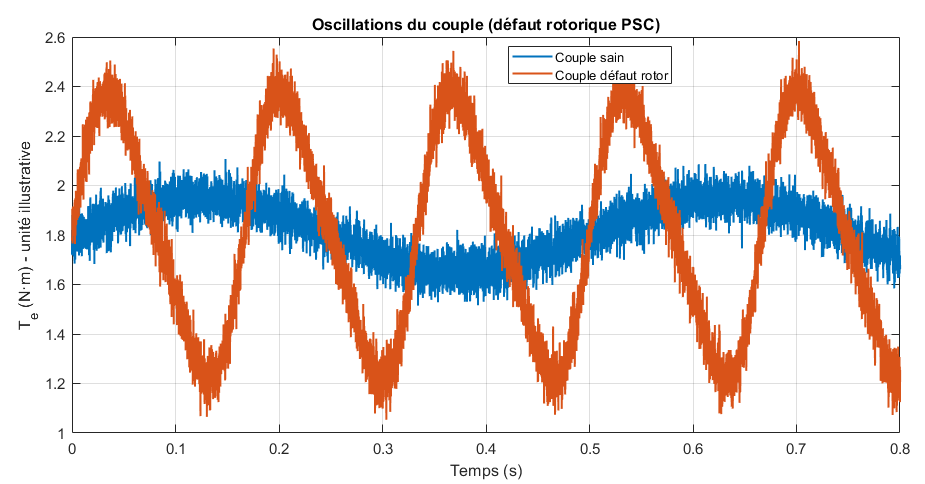 Oscillations du couple (défaut rotorique PSC)
Couple sain
Couple défaut rotor
T_e (N·m) - unité illustrative
2.6
2.4
2.2
2
1.8
1.6
1.4
1.2
1
0 0.1 0.2 0.3 0.4 0.5 0.6 0.7 0.8
Temps (s)